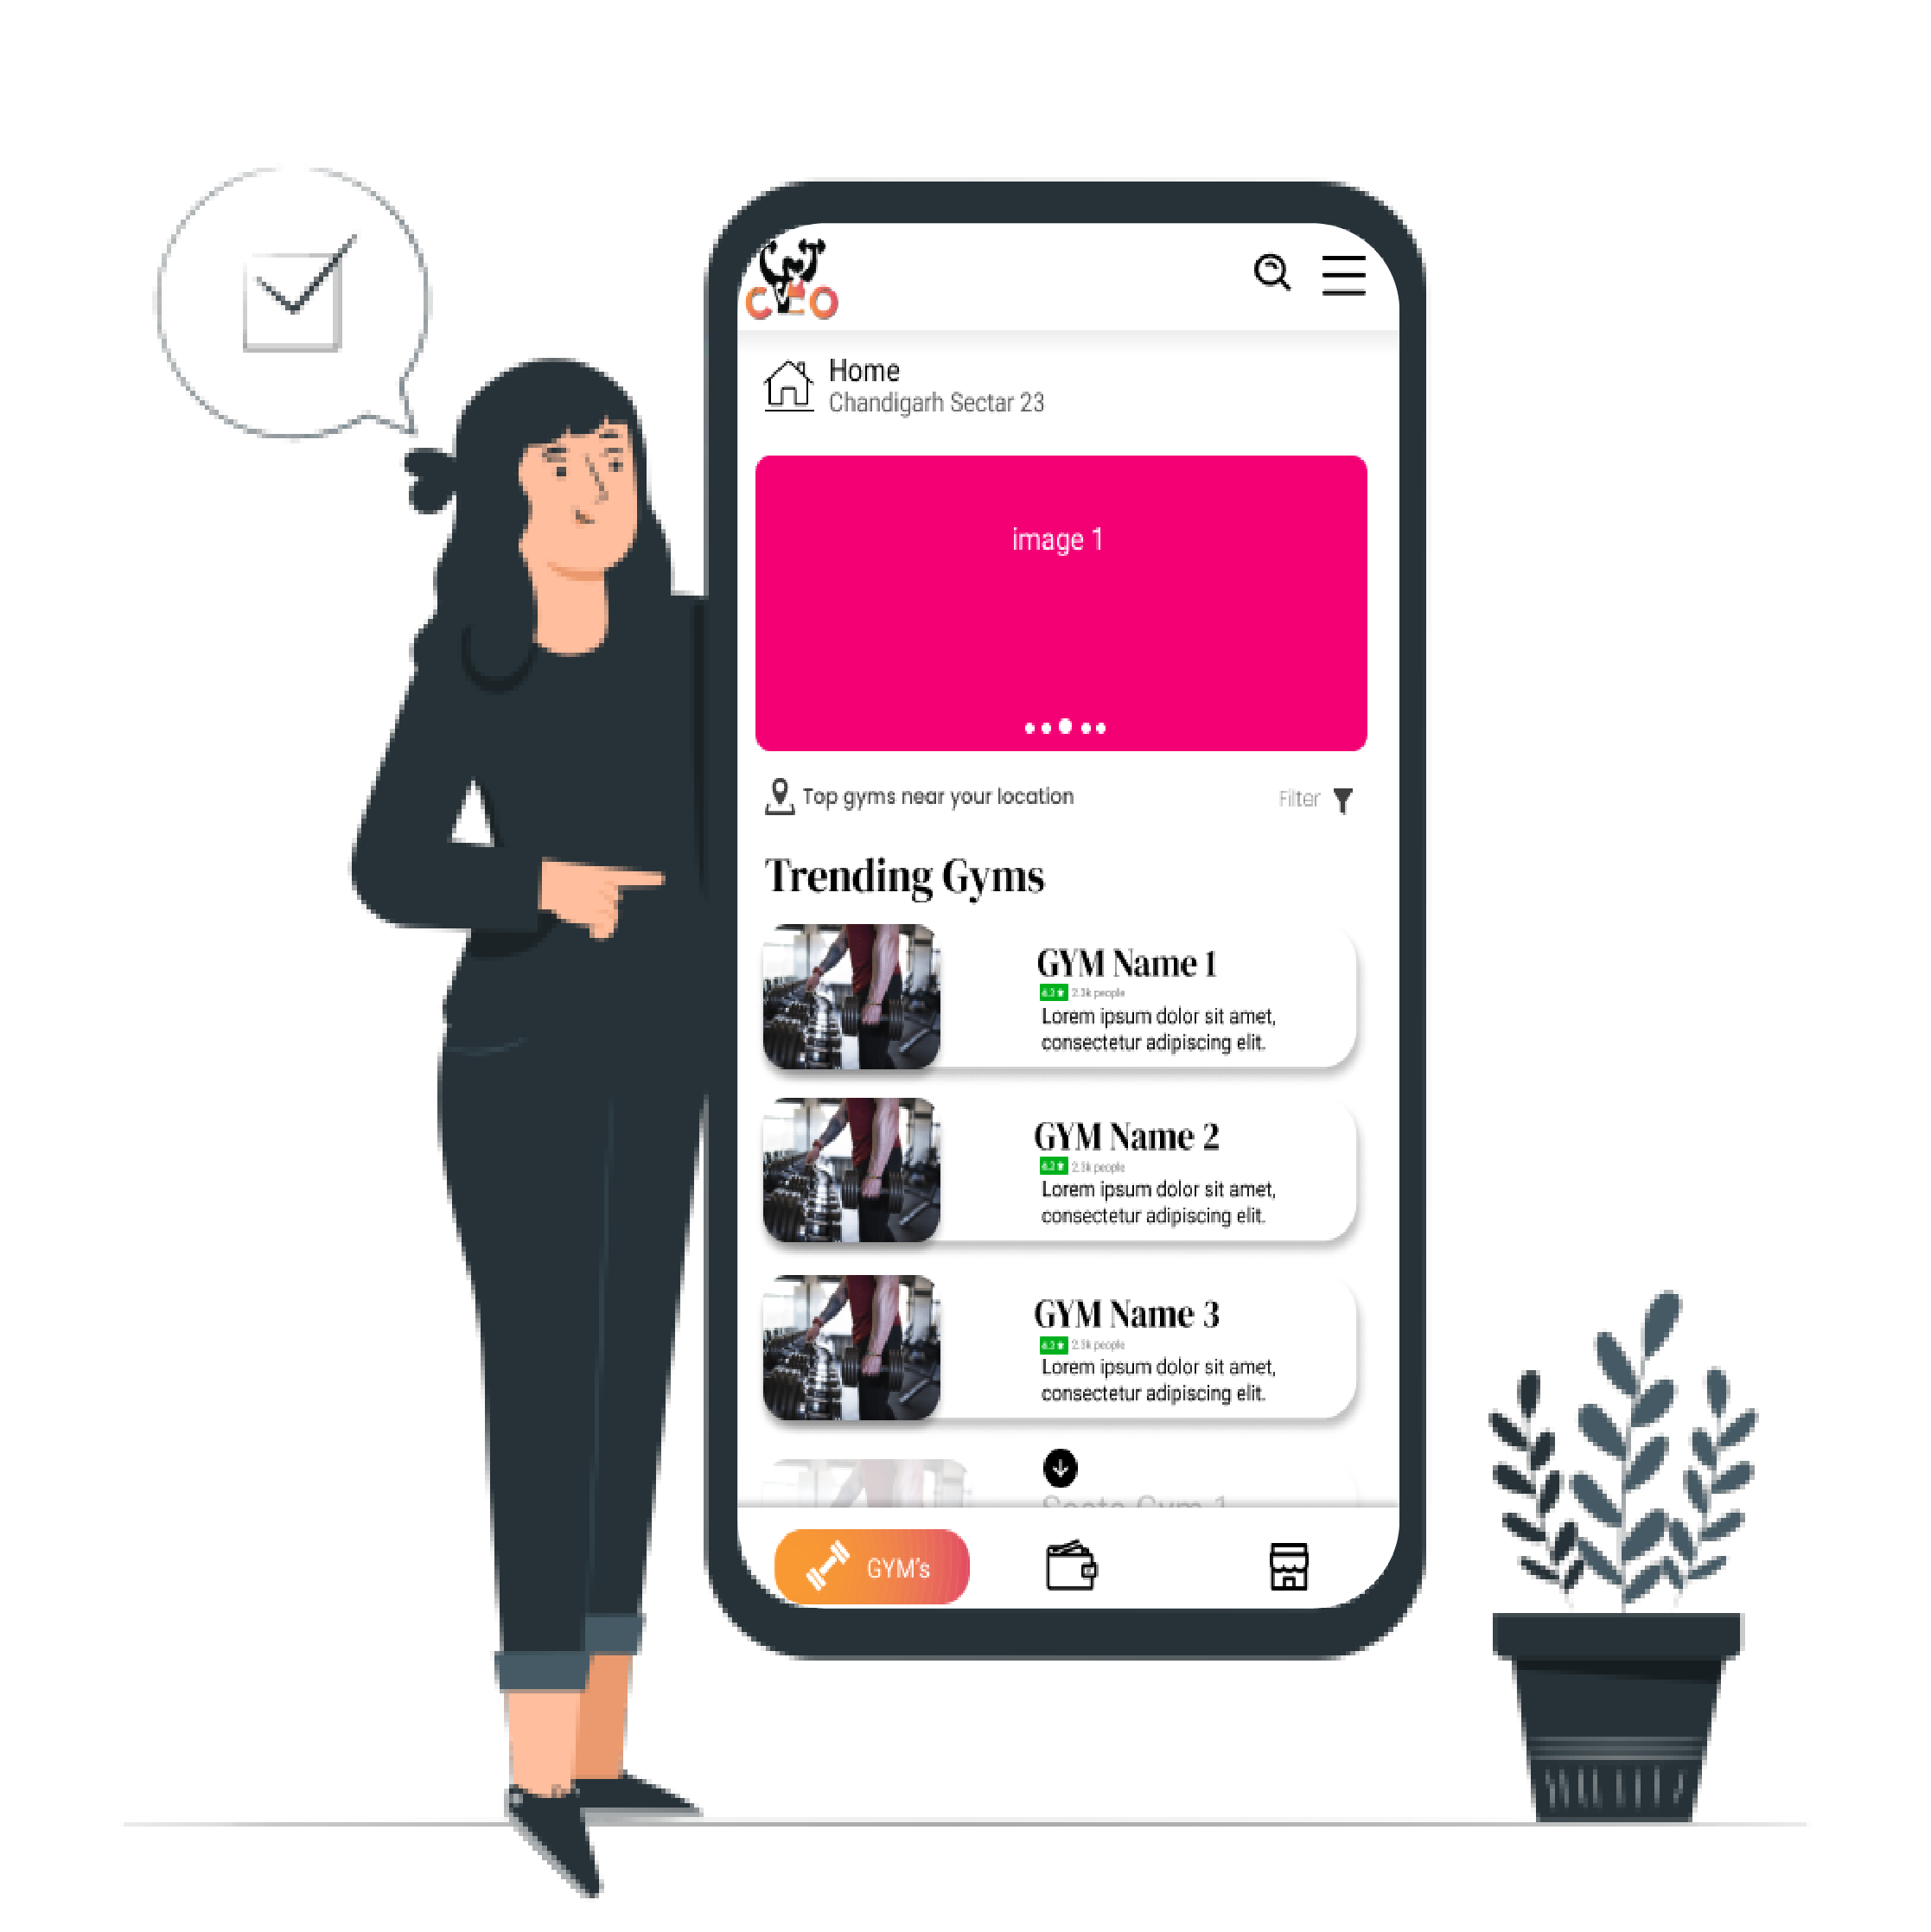 CEO
Home
Chandigarh Sectar 23
image 1
Top gyms near your location
Filter
Trending Gyms
GYM Name 1
4.3 2.3k people
Lorem ipsum dolor sit amet,
consectetur adipiscing elit.
GYM Name 2
4.3 2.3k people
Lorem ipsum dolor sit amet,
consectetur adipiscing elit.
GYM Name 3
4.3 2.3k people
Lorem ipsum dolor sit amet,
consectetur adipiscing elit.
Gym 1
GYM's